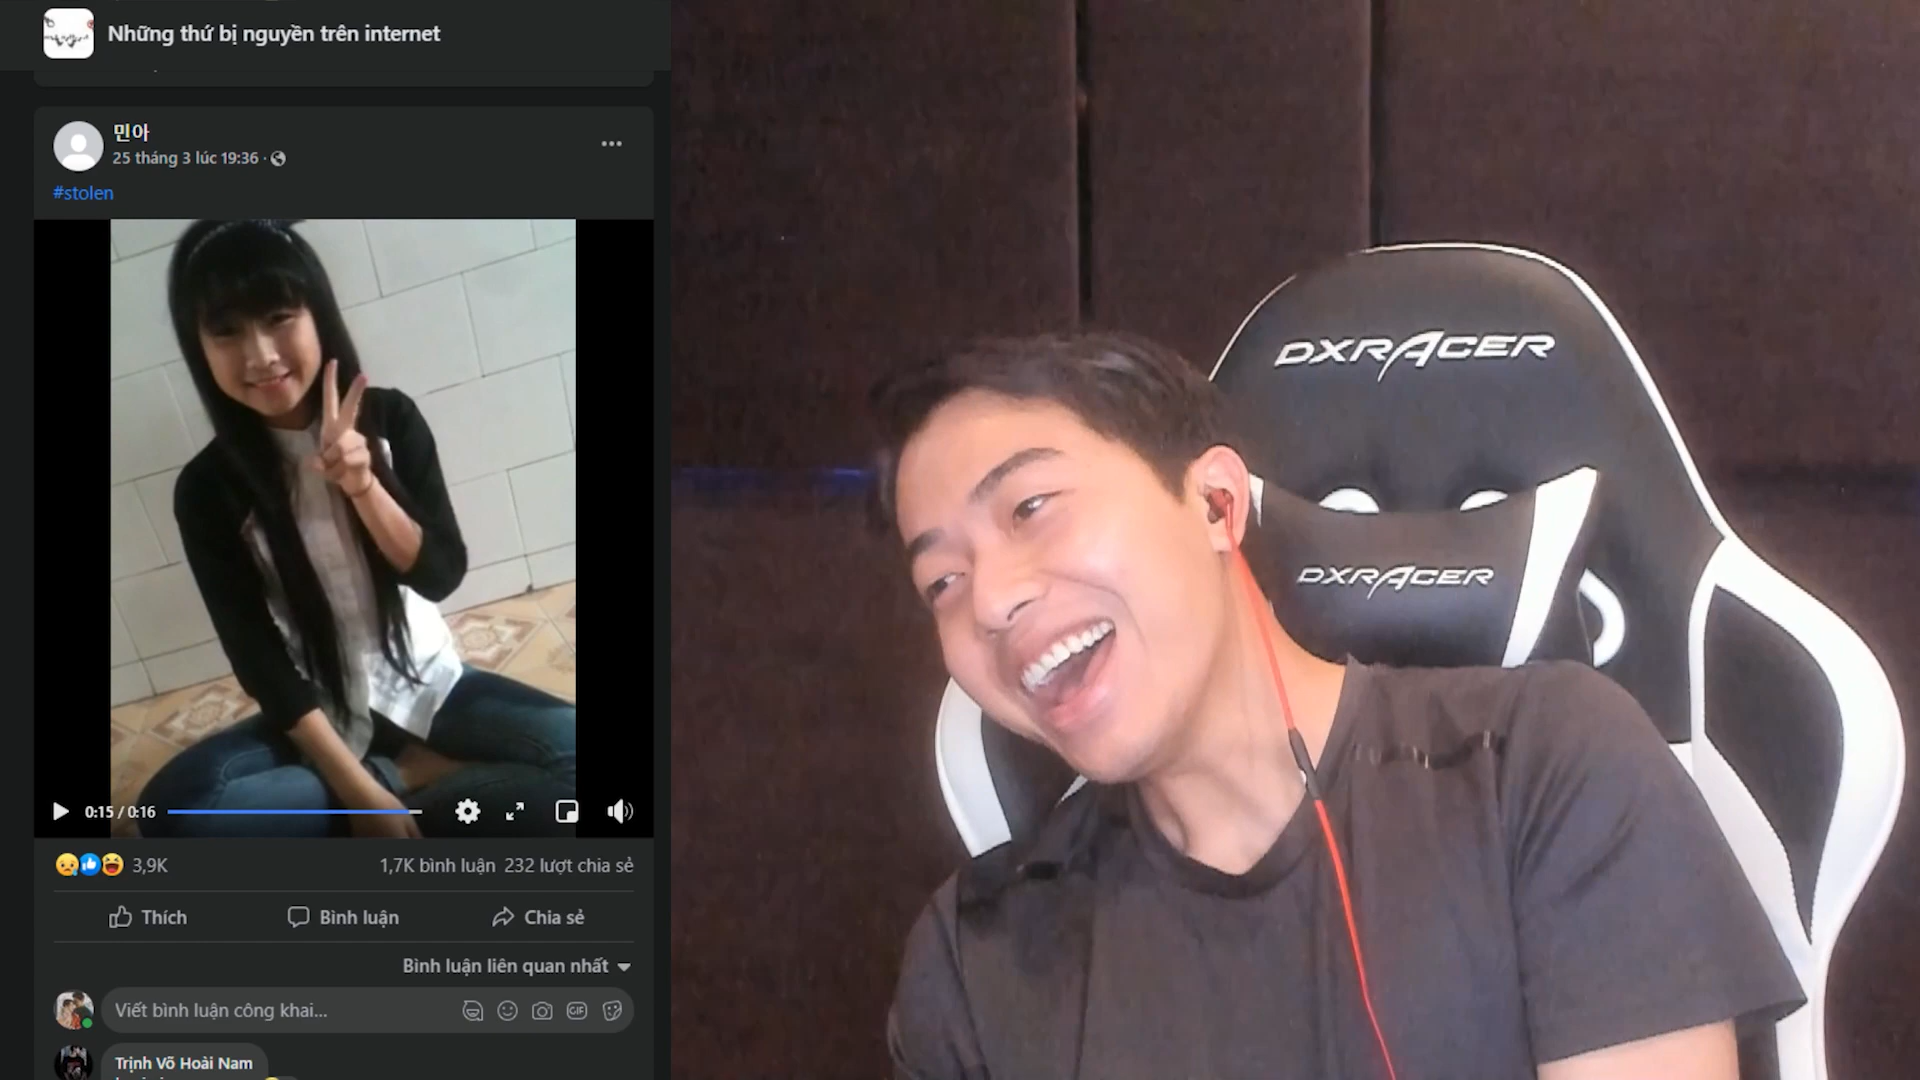 Những thứ bị nguyền trên internet
민아
25 tháng 3 lúc 19:36
#stolen
0:15 / 0:16
3,9K
1,7K bình luận 232 lượt chia sẻ
Thích
Bình luận
Chia sẻ
Bình luận liên quan nhất
Viết bình luận công khai...
GIF
Trịnh Võ Hoài Nam
DXRACER
DXRACER